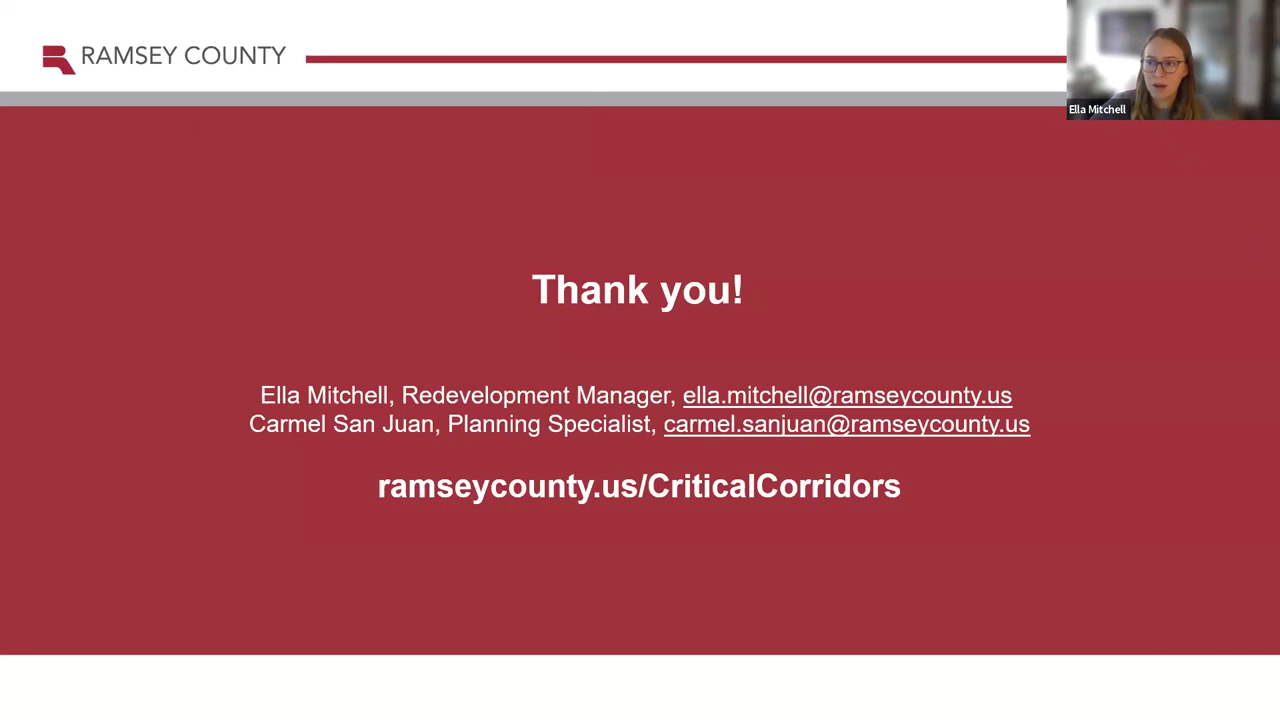 RAMSEY COUNTY
Ella Mitchell
Thank you!
Ella Mitchell, Redevelopment Manager, ella.mitchell@ramseycounty.us
Carmel San Juan, Planning Specialist, carmel.sanjuan@ramseycounty.us
ramseycounty.us/CriticalCorridors